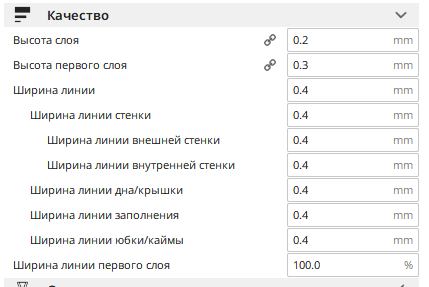 Качество
Высота слоя 0.2 mm
Высота первого слоя 0.3 mm
Ширина линии 0.4 mm
Ширина линии стенки 0.4 mm
Ширина линии внешней стенки 0.4 mm
Ширина линии внутренней стенки 0.4 mm
Ширина линии дна/крышки 0.4 mm
Ширина линии заполнения 0.4 mm
Ширина линии юбки/каймы 0.4 mm
Ширина линии первого слоя 100.0 %